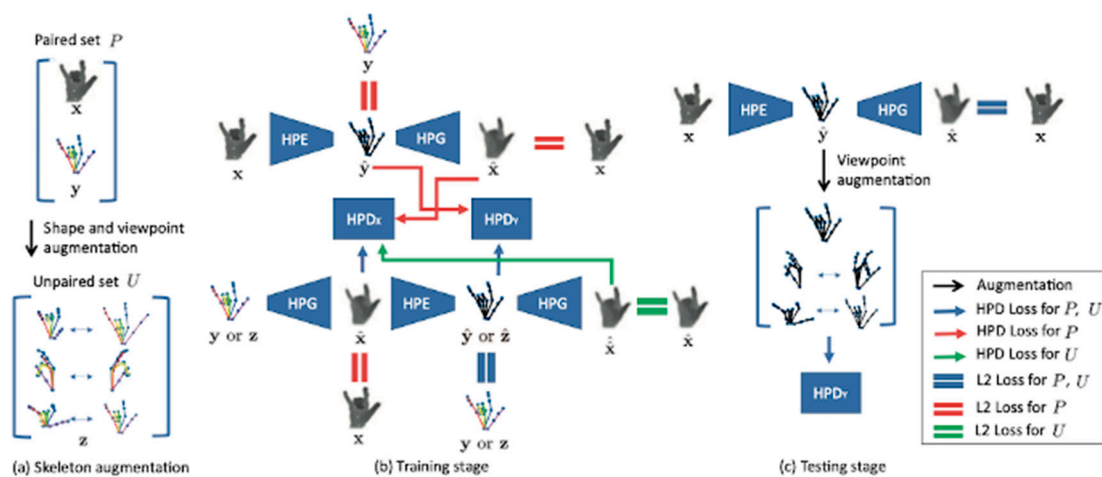 Paired set P
x
y
Shape and viewpoint
augmentation
Unpaired set U
z
(a) Skeleton augmentation
y
x
HPE
ŷ
HPG
x̂
x
HPDX
HPDY
y or z
HPG
x̂
HPE
ŷ or ẑ
HPG
x̂̂
x̂
x
y or z
(b) Training stage
x
HPE
ŷ
HPG
x̂
x
Viewpoint
augmentation
HPDY
(c) Testing stage
Augmentation
HPD Loss for P, U
HPD Loss for P
HPD Loss for U
L2 Loss for P, U
L2 Loss for P
L2 Loss for U